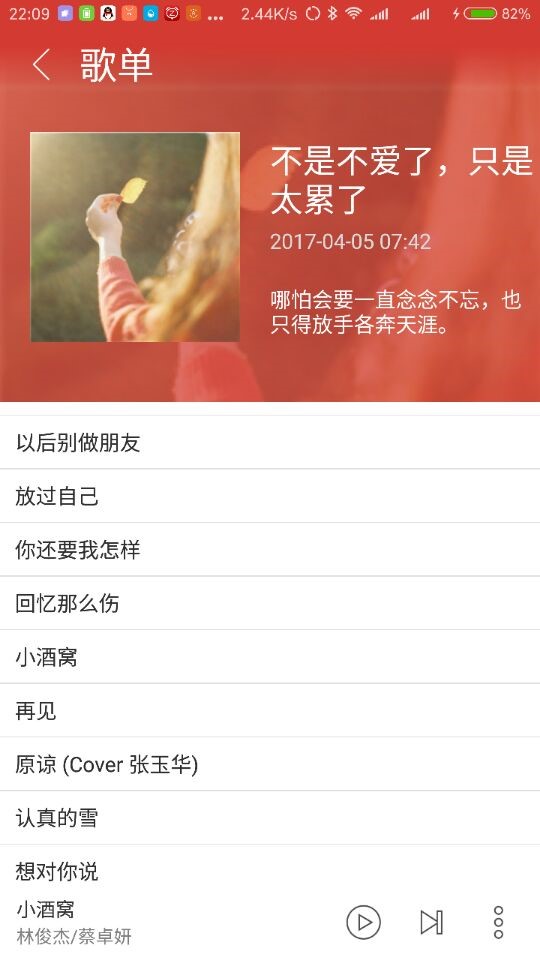 22:09 ... 2.44K/s 82%
歌单
不是不爱了，只是
太累了
2017-04-05 07:42
哪怕会要一直念念不忘，也
只得放手各奔天涯。
以后别做朋友
放过自己
你还要我怎样
回忆那么伤
小酒窝
再见
原谅 (Cover 张玉华)
认真的雪
想对你说
小酒窝
林俊杰/蔡卓妍